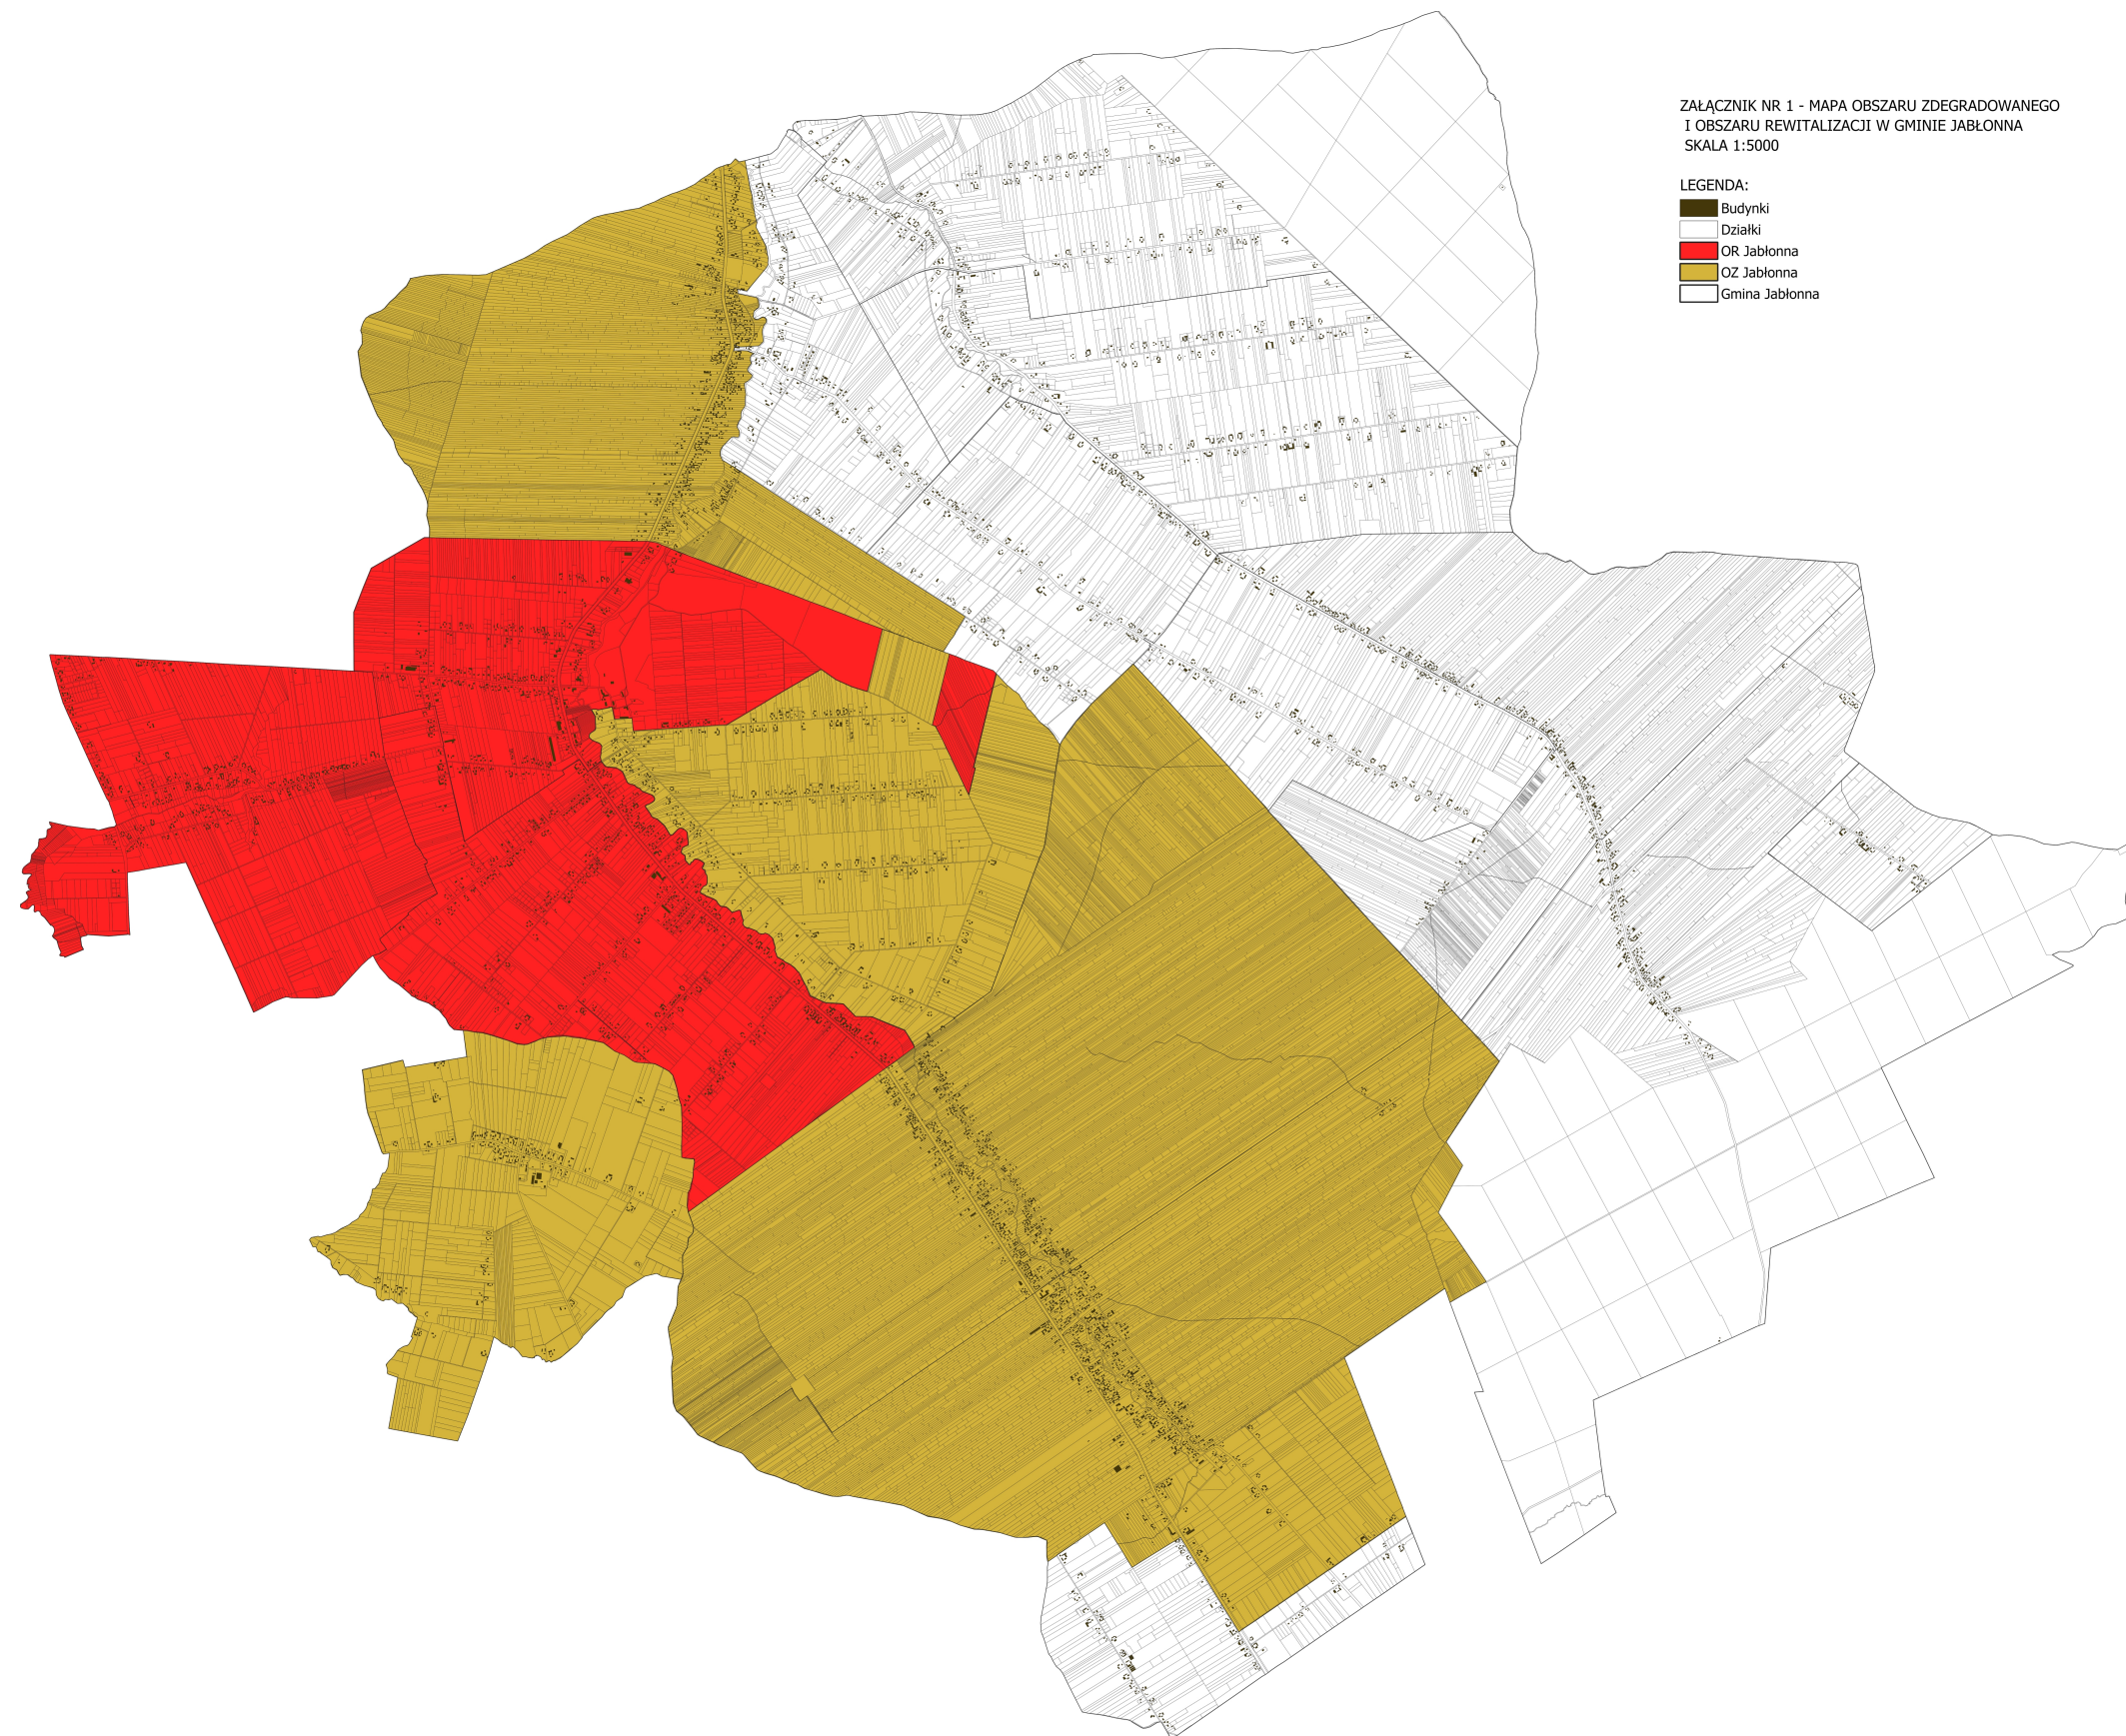 ZAŁĄCZNIK NR 1 - MAPA OBSZARU ZDEGRADOWANEGO
I OBSZARU REWITALIZACJI W GMINIE JABŁONNA
SKALA 1:5000
LEGENDA:
Budynki
Działki
OR Jabłonna
OZ Jabłonna
Gmina Jabłonna